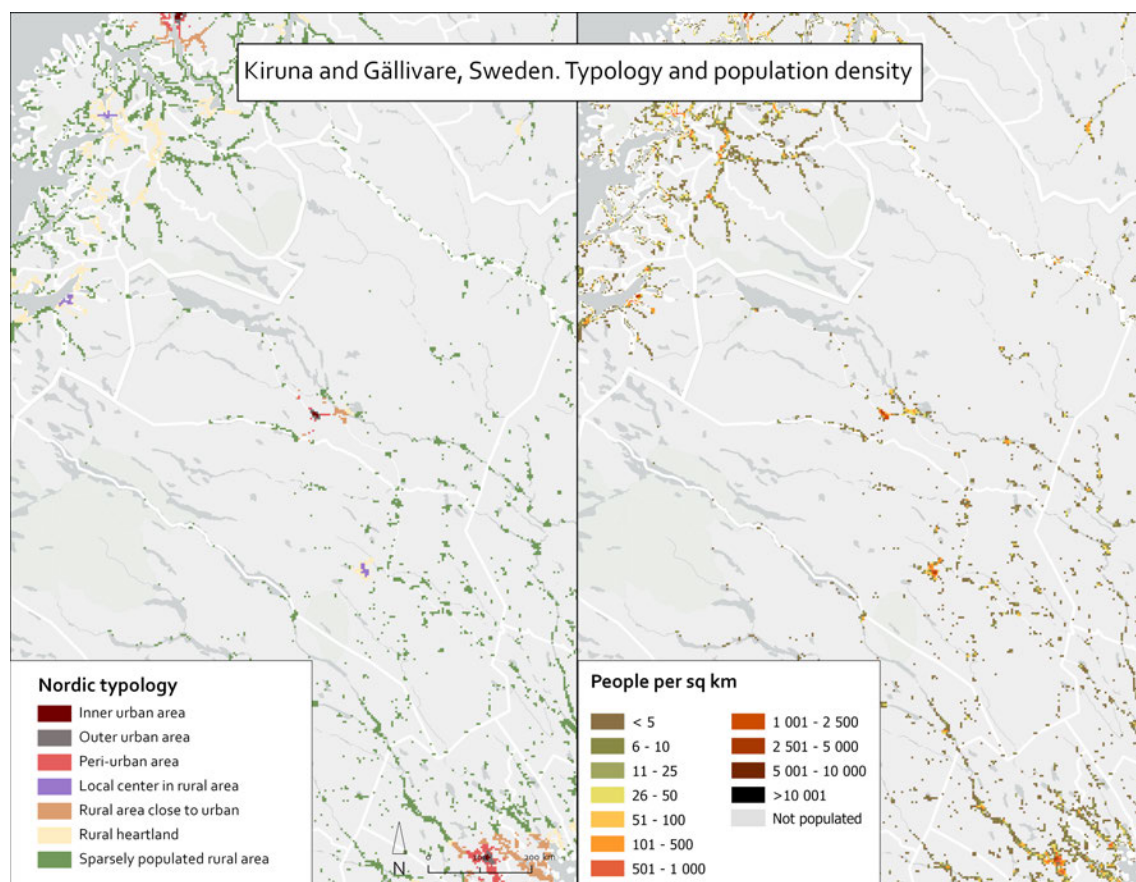 Kiruna and Gällivare, Sweden. Typology and population density
Nordic typology
Inner urban area
Outer urban area
Peri-urban area
Local center in rural area
Rural area close to urban
Rural heartland
Sparsely populated rural area
N
0
200 km
People per sq km
< 5
6 - 10
11 - 25
26 - 50
51 - 100
101 - 500
501 - 1 000
1 001 - 2 500
2 501 - 5 000
5 001 - 10 000
>10 001
Not populated